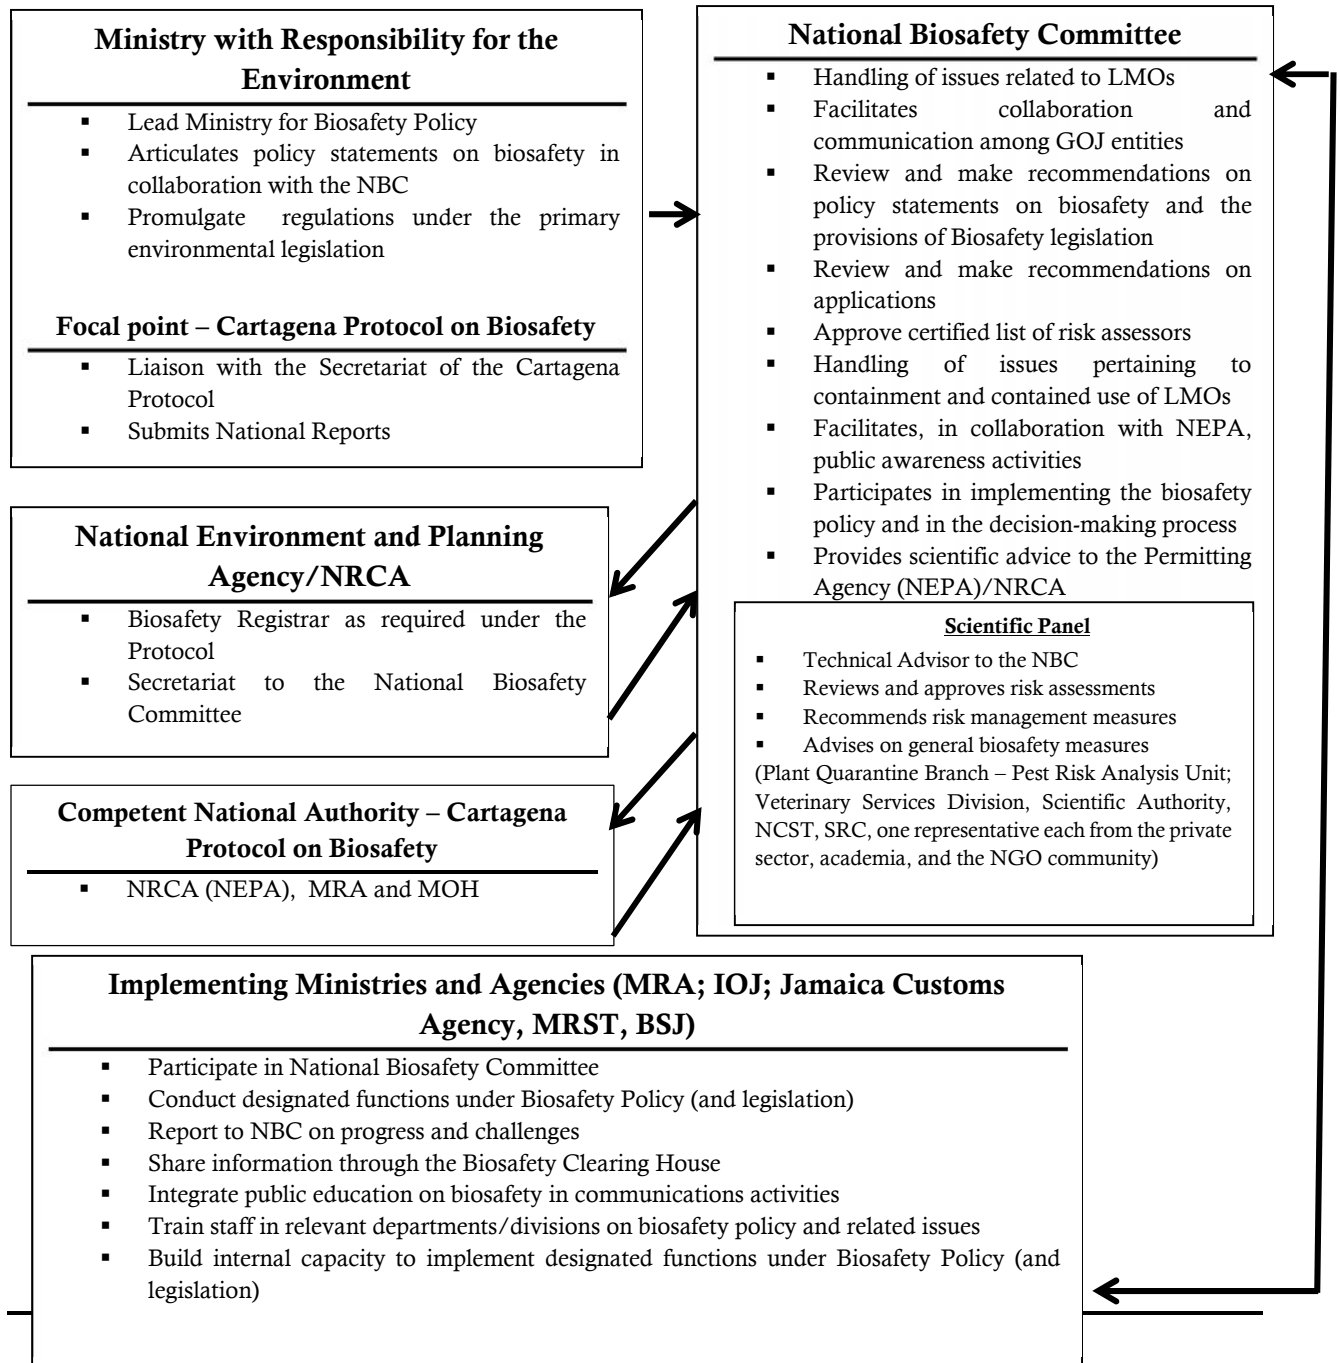 Ministry with Responsibility for the
Environment
▪ Lead Ministry for Biosafety Policy
▪ Articulates policy statements on biosafety in
collaboration with the NBC
▪ Promulgate regulations under the primary
environmental legislation
Focal point – Cartagena Protocol on Biosafety
▪ Liaison with the Secretariat of the Cartagena
Protocol
▪ Submits National Reports
National Environment and Planning
Agency/NRCA
▪ Biosafety Registrar as required under the
Protocol
▪ Secretariat to the National Biosafety
Committee
Competent National Authority – Cartagena
Protocol on Biosafety
▪ NRCA (NEPA), MRA and MOH
National Biosafety Committee
▪ Handling of issues related to LMOs
▪ Facilitates collaboration and
communication among GOJ entities
▪ Review and make recommendations on
policy statements on biosafety and the
provisions of Biosafety legislation
▪ Review and make recommendations on
applications
▪ Approve certified list of risk assessors
▪ Handling of issues pertaining to
containment and contained use of LMOs
▪ Facilitates, in collaboration with NEPA,
public awareness activities
▪ Participates in implementing the biosafety
policy and in the decision-making process
▪ Provides scientific advice to the Permitting
Agency (NEPA)/NRCA
Scientific Panel
▪ Technical Advisor to the NBC
▪ Reviews and approves risk assessments
▪ Recommends risk management measures
▪ Advises on general biosafety measures
(Plant Quarantine Branch – Pest Risk Analysis Unit;
Veterinary Services Division, Scientific Authority,
NCST, SRC, one representative each from the private
sector, academia, and the NGO community)
Implementing Ministries and Agencies (MRA; IOJ; Jamaica Customs
Agency, MRST, BSJ)
▪ Participate in National Biosafety Committee
▪ Conduct designated functions under Biosafety Policy (and legislation)
▪ Report to NBC on progress and challenges
▪ Share information through the Biosafety Clearing House
▪ Integrate public education on biosafety in communications activities
▪ Train staff in relevant departments/divisions on biosafety policy and related issues
▪ Build internal capacity to implement designated functions under Biosafety Policy (and
legislation)